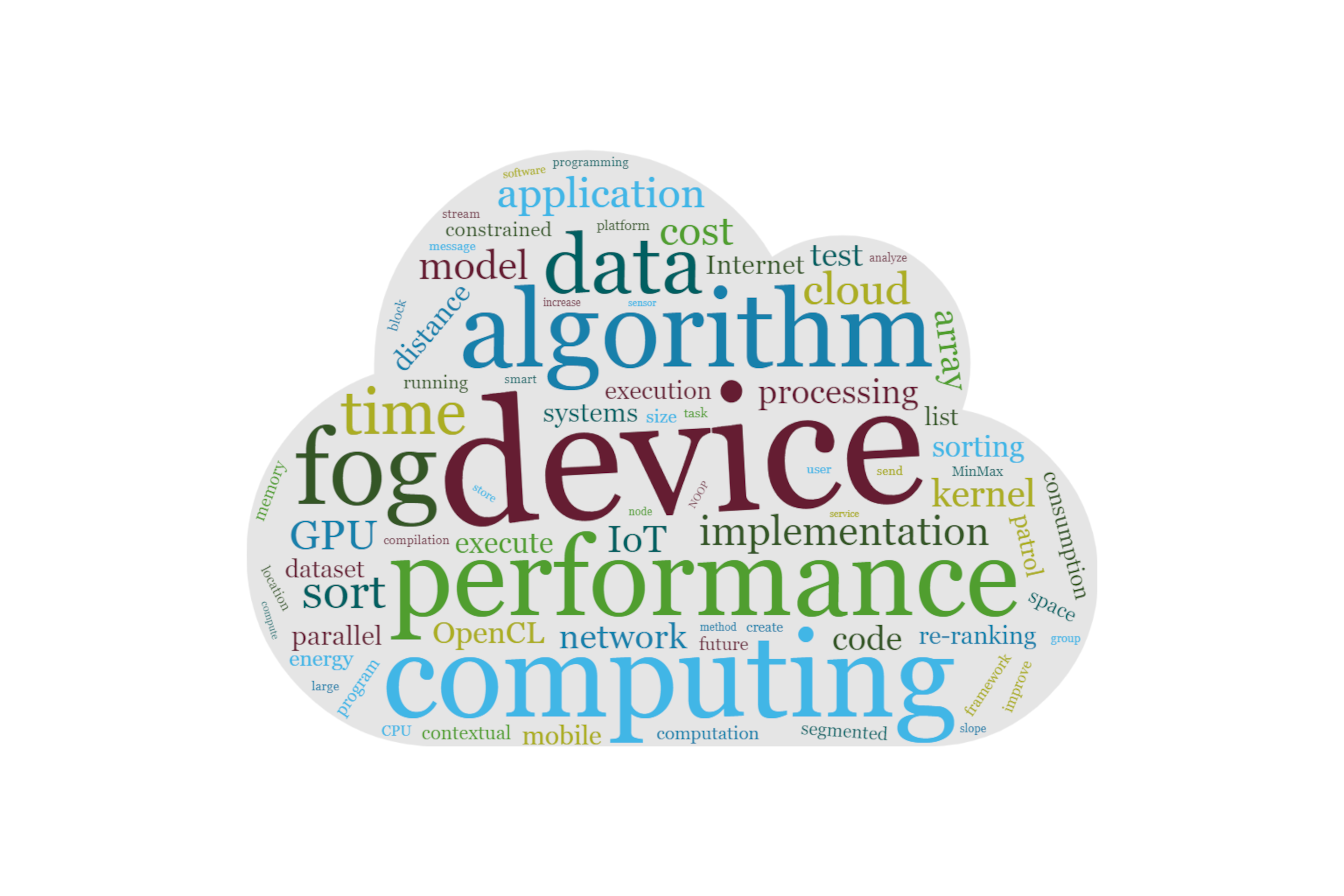 programming
software
application
stream
constrained
platform
cost
message
model
data
Internet
test
analyze
distance
block
increase
sensor
cloud
algorithm
array
running
smart
execution
processing
time
systems
size
task
list
device
fog
sorting
memory
store
NOOP
user
send
MinMax
kernel
consumption
node
service
GPU
compilation
execute
IoT
implementation
patrol
dataset
sort
performance
location
space
compute
parallel
OpenCL
network
method
create
future
code
re-ranking
group
energy
computing
large
program
framework
improve
CPU
contextual
mobile
computation
segmented
slope